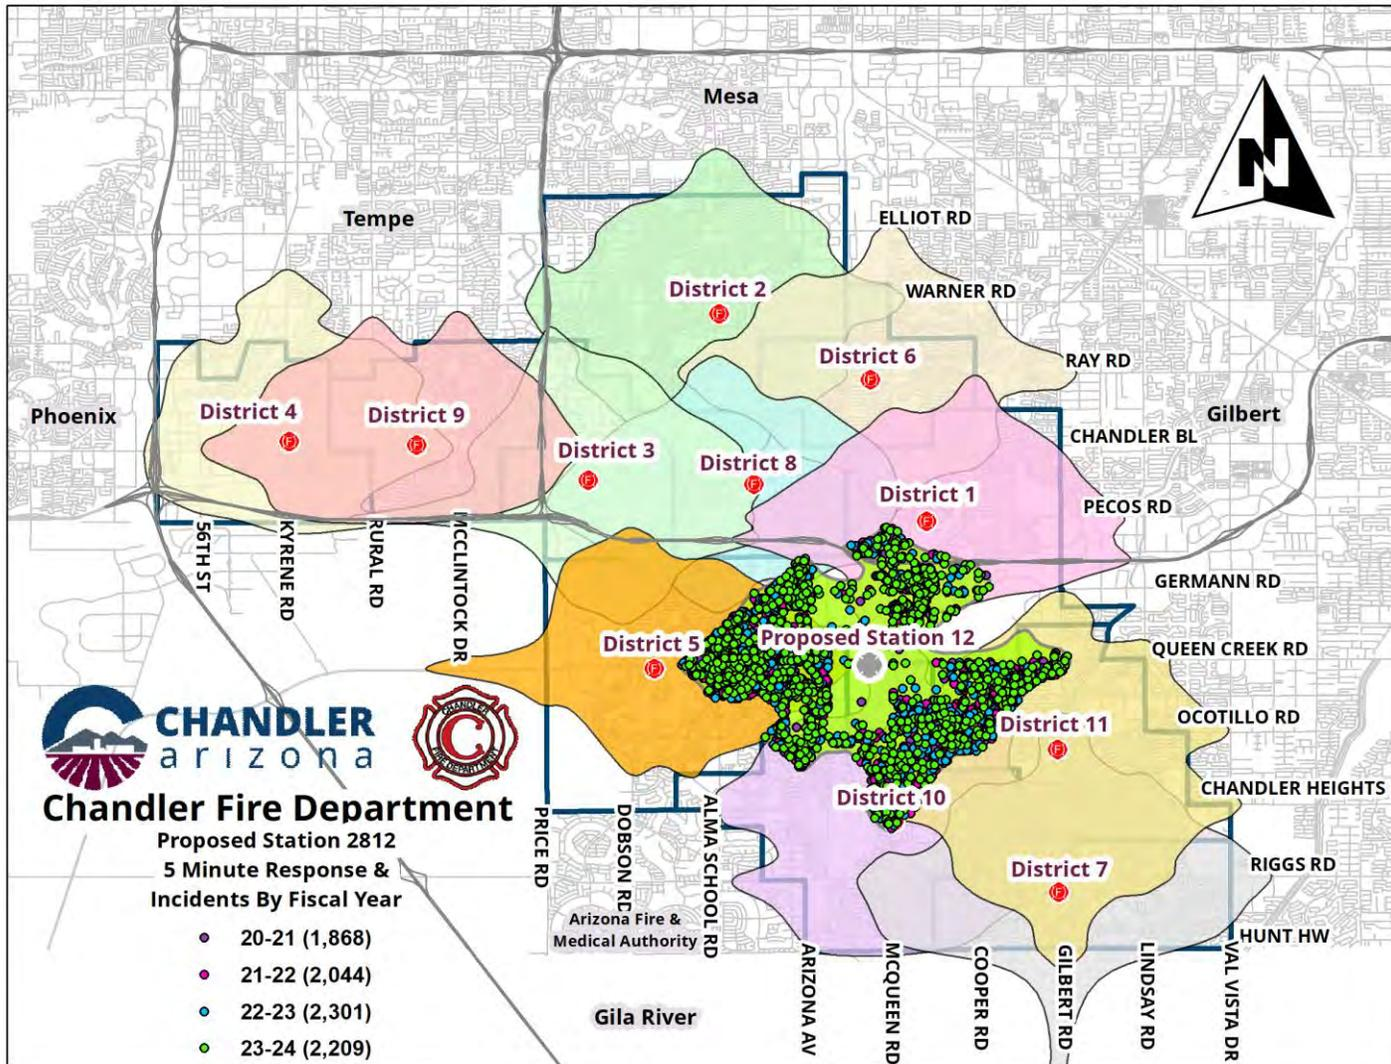 Mesa
N
Tempe
ELLIOT RD
District 2
WARNER RD
District 6
RAY RD
Phoenix
District 4
District 9
Gilbert
CHANDLER BL
District 3
District 8
District 1
PECOS RD
56TH ST
KYRENE RD
RURAL RD
MCCLINTOCK DR
GERMANN RD
District 5
Proposed Station 12
QUEEN CREEK RD
District 11
OCOTILLO RD
CHANDLER HEIGHTS
District 10
District 7
RIGGS RD
HUNT HW
PRICE RD
DOBSON RD
ALMA SCHOOL RD
ARIZONA AV
MCQUEEN RD
COOPER RD
GILBERT RD
LINDSAY RD
VAL VISTA DR
Arizona Fire &
Medical Authority
Gila River
CHANDLER
arizona
CHANDLER
C
FIRE DEPARTMENT
Chandler Fire Department
Proposed Station 2812
5 Minute Response &
Incidents By Fiscal Year
20-21 (1,868)
21-22 (2,044)
22-23 (2,301)
23-24 (2,209)
F
F
F
F
F
F
F
F
F